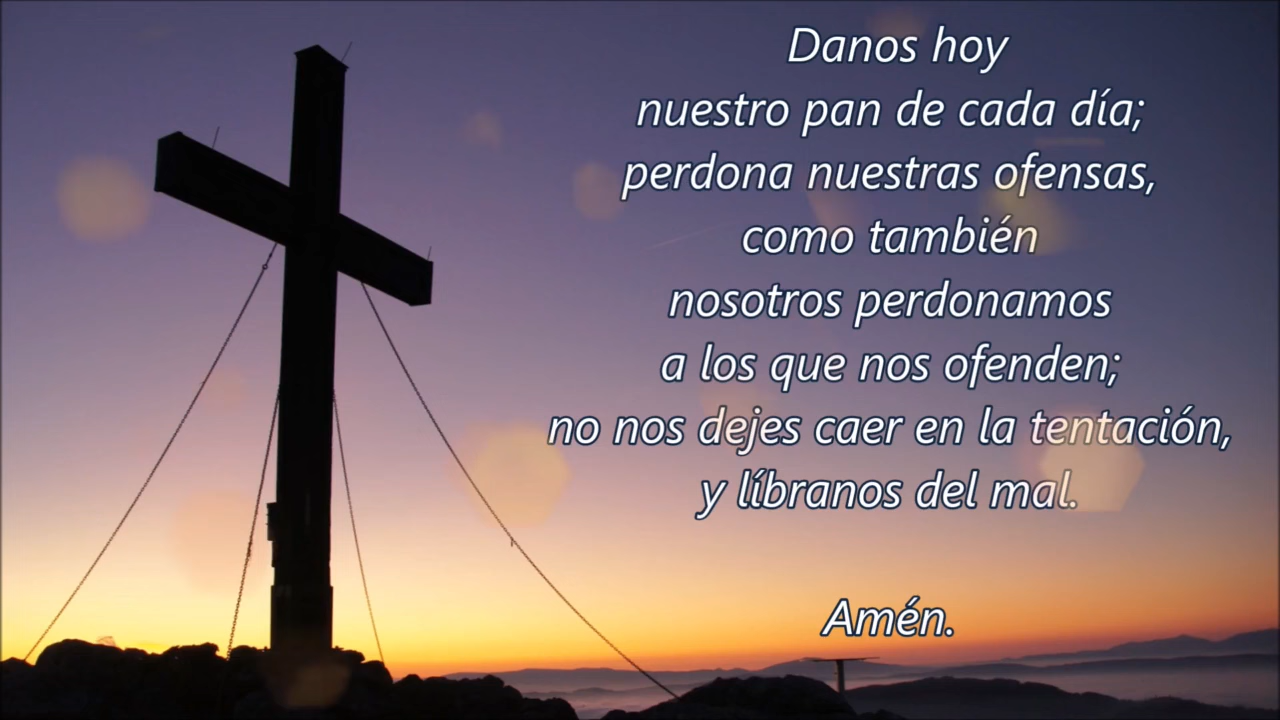 Danos hoy
nuestro pan de cada día;
perdona nuestras ofensas,
como también
nosotros perdonamos
a los que nos ofenden;
no nos dejes caer en la tentación,
y líbranos del mal.
Amén.